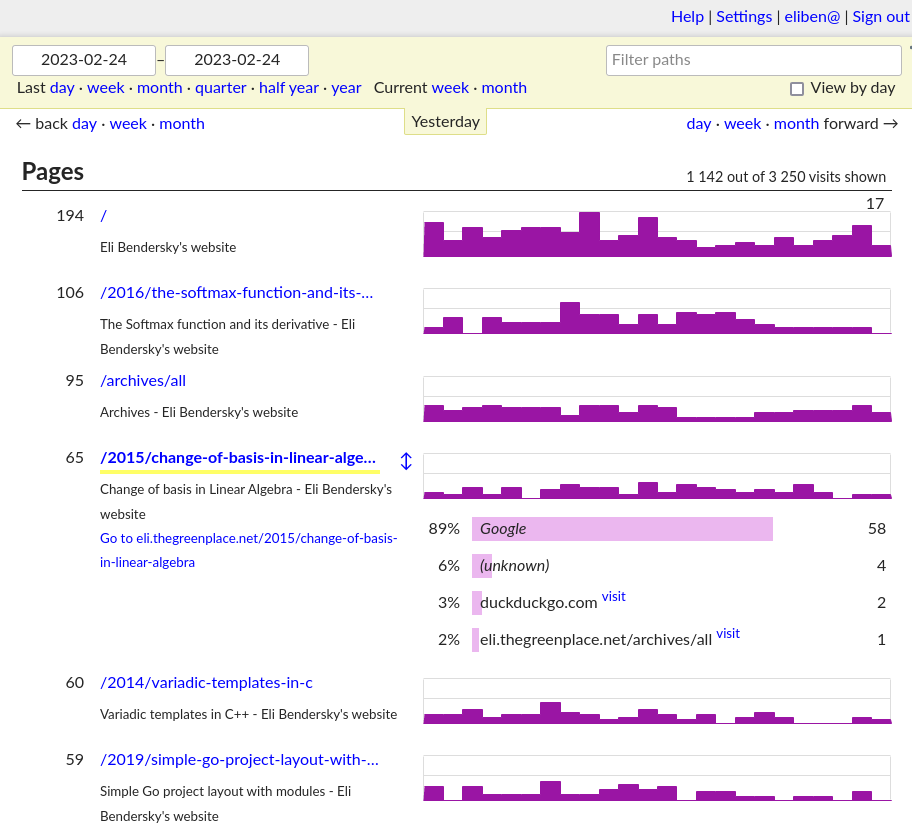 Help | Settings | eliben@ | Sign out
2023-02-24 – 2023-02-24 Filter paths
Last day · week · month · quarter · half year · year Current week · month View by day
← back day · week · month Yesterday day · week · month forward →
Pages 1 142 out of 3 250 visits shown
17
194 /
Eli Bendersky's website
106 /2016/the-softmax-function-and-its-…
The Softmax function and its derivative - Eli
Bendersky's website
95 /archives/all
Archives - Eli Bendersky's website
65 /2015/change-of-basis-in-linear-alge… ↕
Change of basis in Linear Algebra - Eli Bendersky's
website
Go to eli.thegreenplace.net/2015/change-of-basis-
in-linear-algebra
89% Google 58
6% (unknown) 4
3% duckduckgo.com visit 2
2% eli.thegreenplace.net/archives/all visit 1
60 /2014/variadic-templates-in-c
Variadic templates in C++ - Eli Bendersky's website
59 /2019/simple-go-project-layout-with-…
Simple Go project layout with modules - Eli
Bendersky's website